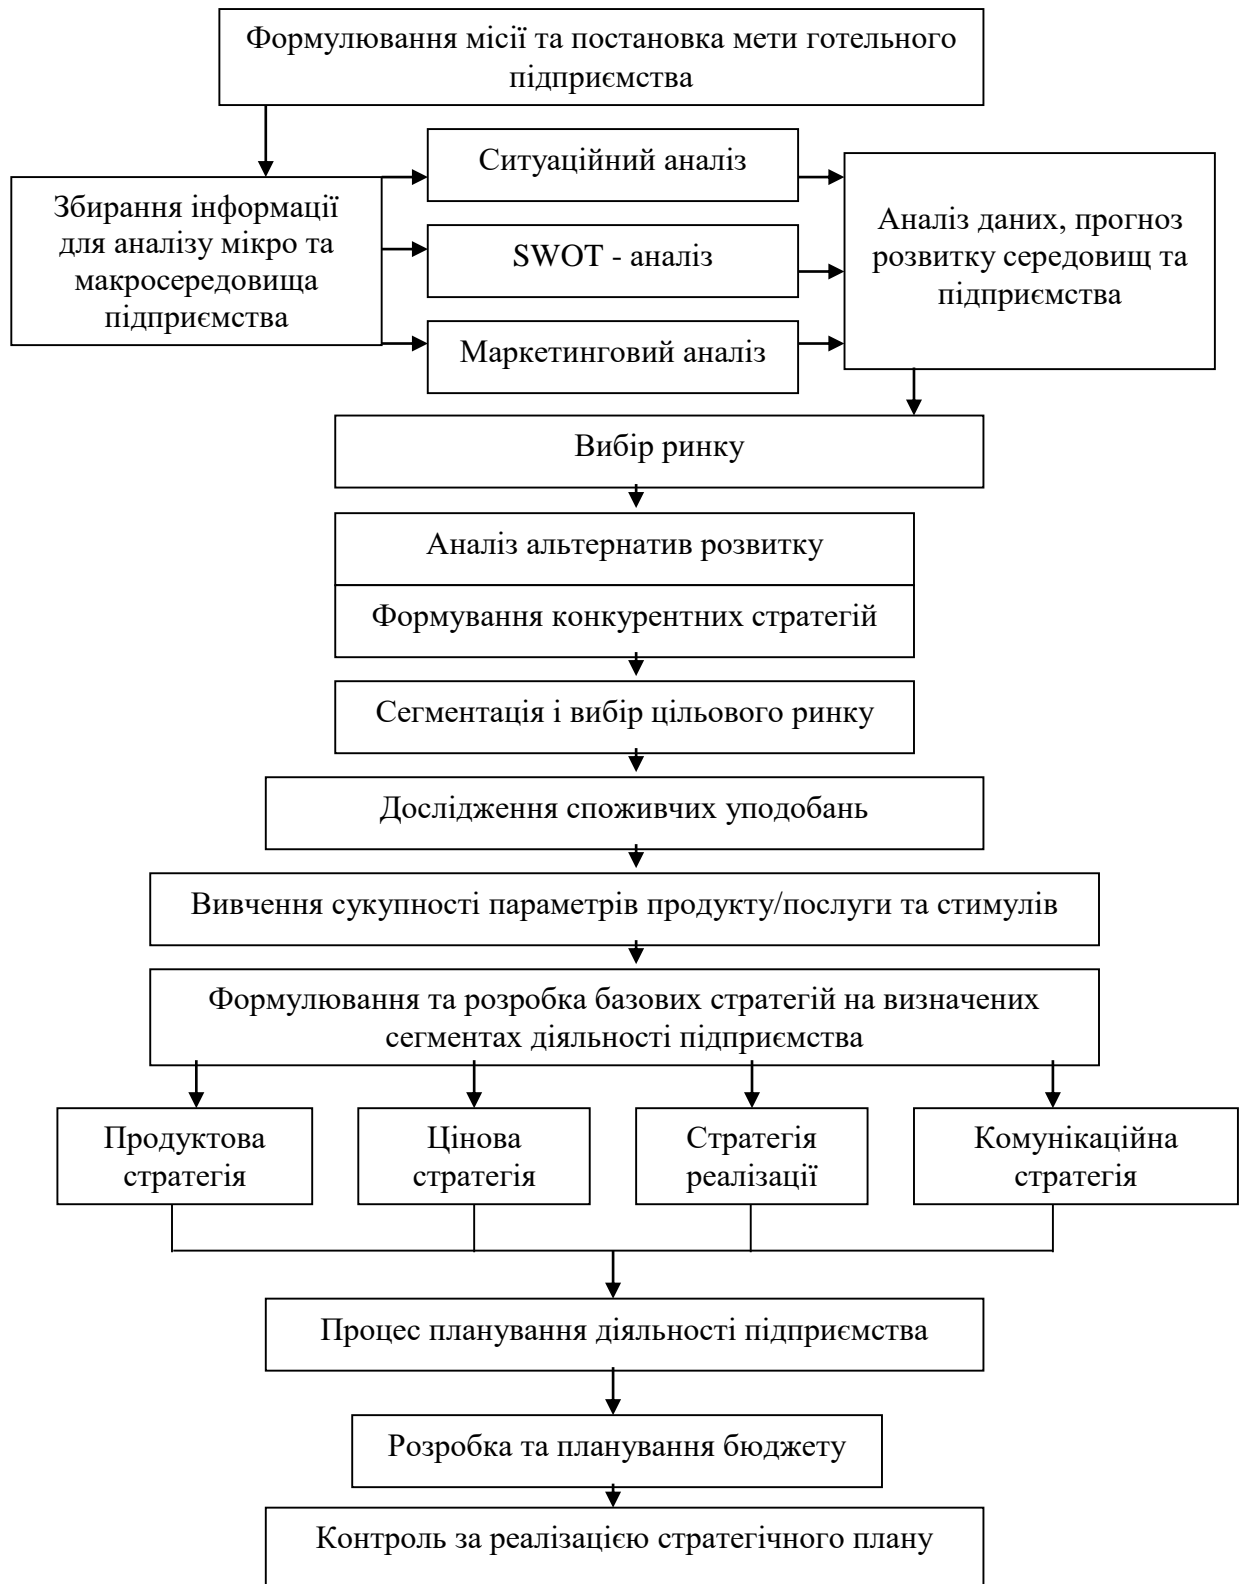 Формулювання місії та постановка мети готельного
підприємства
Ситуаційний аналіз
Збирання інформації
для аналізу мікро та
макросередовища
підприємства
SWOT - аналіз
Маркетинговий аналіз
Аналіз даних, прогноз
розвитку середовищ та
підприємства
Вибір ринку
Аналіз альтернатив розвитку
Формування конкурентних стратегій
Сегментація і вибір цільового ринку
Дослідження споживчих уподобань
Вивчення сукупності параметрів продукту/послуги та стимулів
Формулювання та розробка базових стратегій на визначених
сегментах діяльності підприємства
Продуктова
стратегія
Цінова
стратегія
Стратегія
реалізації
Комунікаційна
стратегія
Процес планування діяльності підприємства
Розробка та планування бюджету
Контроль за реалізацією стратегічного плану